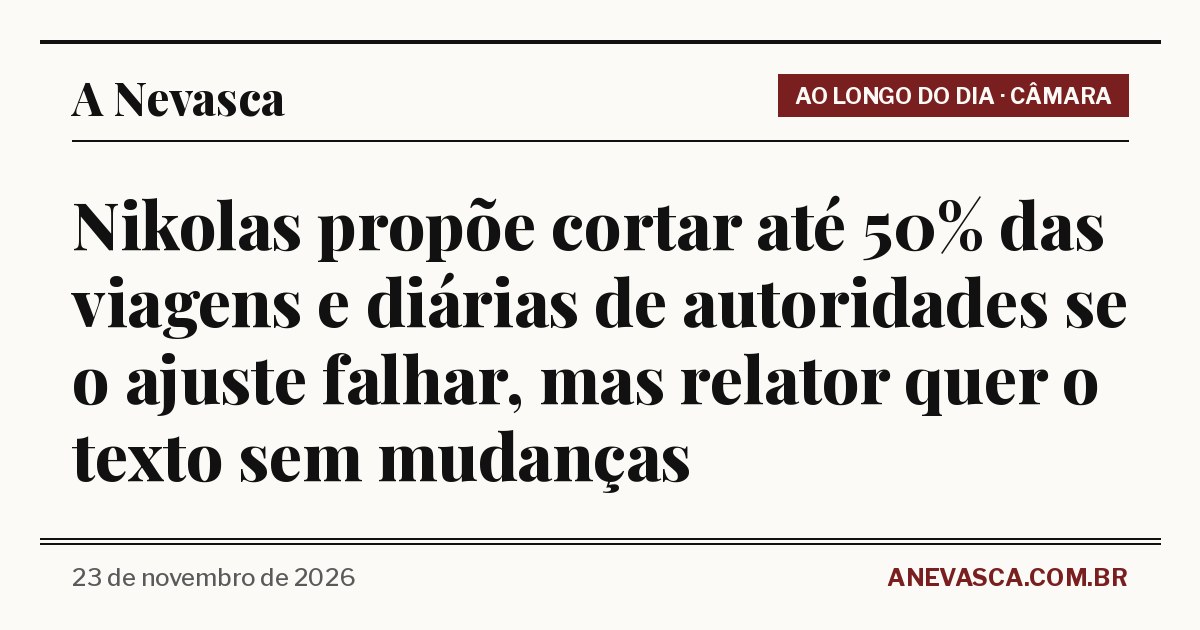 A Nevasca
AO LONGO DO DIA · CÂMARA
Nikolas propõe cortar até 50% das
viagens e diárias de autoridades se
o ajuste falhar, mas relator quer o
texto sem mudanças
23 de novembro de 2026
ANEVASCA.COM.BR